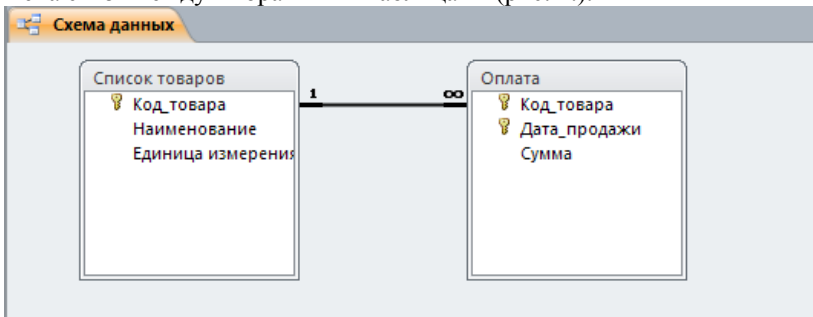 Схема данных
Список товаров
Код_товара
Наименование
Единица измерения
1
∞
Оплата
Код_товара
Дата_продажи
Сумма